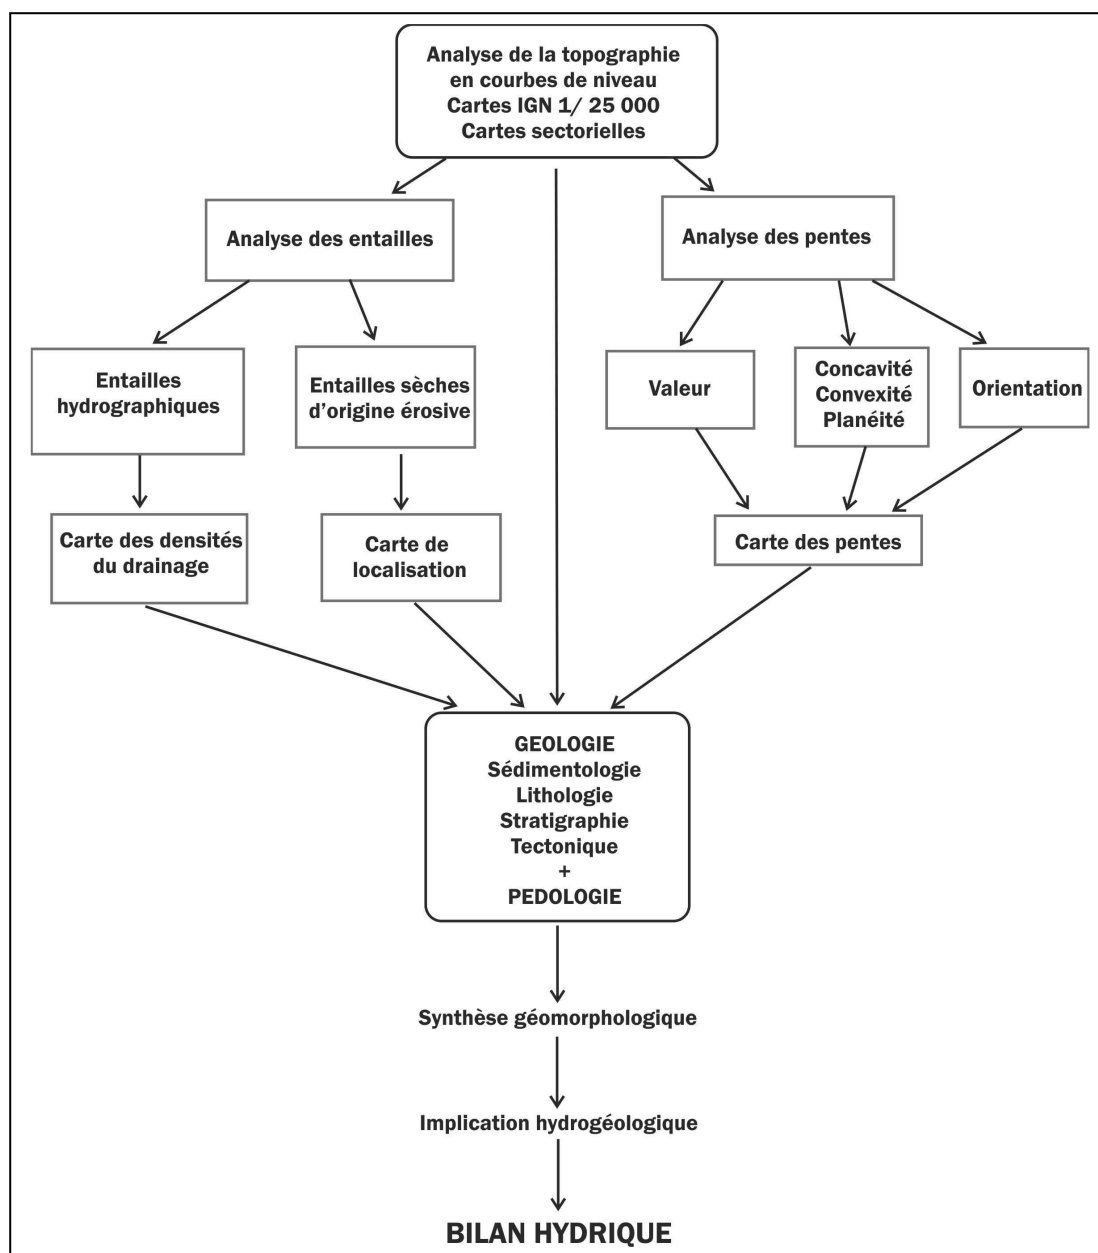 Analyse de la topographie
en courbes de niveau
Cartes IGN 1/ 25 000
Cartes sectorielles
Analyse des entailles
Analyse des pentes
Entailles
hydrographiques
Entailles sèches
d'origine érosive
Valeur
Concavité
Convexité
Planéité
Orientation
Carte des densités
du drainage
Carte de
localisation
Carte des pentes
GEOLOGIE
Sédimentologie
Lithologie
Stratigraphie
Tectonique
+
PEDOLOGIE
Synthèse géomorphologique
Implication hydrogéologique
BILAN HYDRIQUE